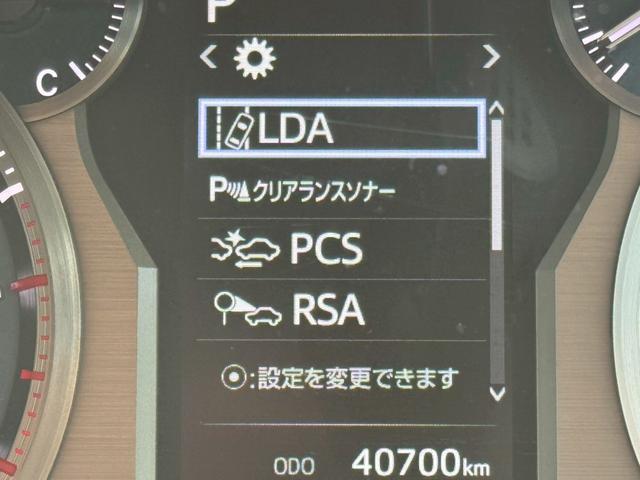 P
LDA
C
Pクリアランスソナー
PCS
RSA
:設定を変更できます
ODO 40700km